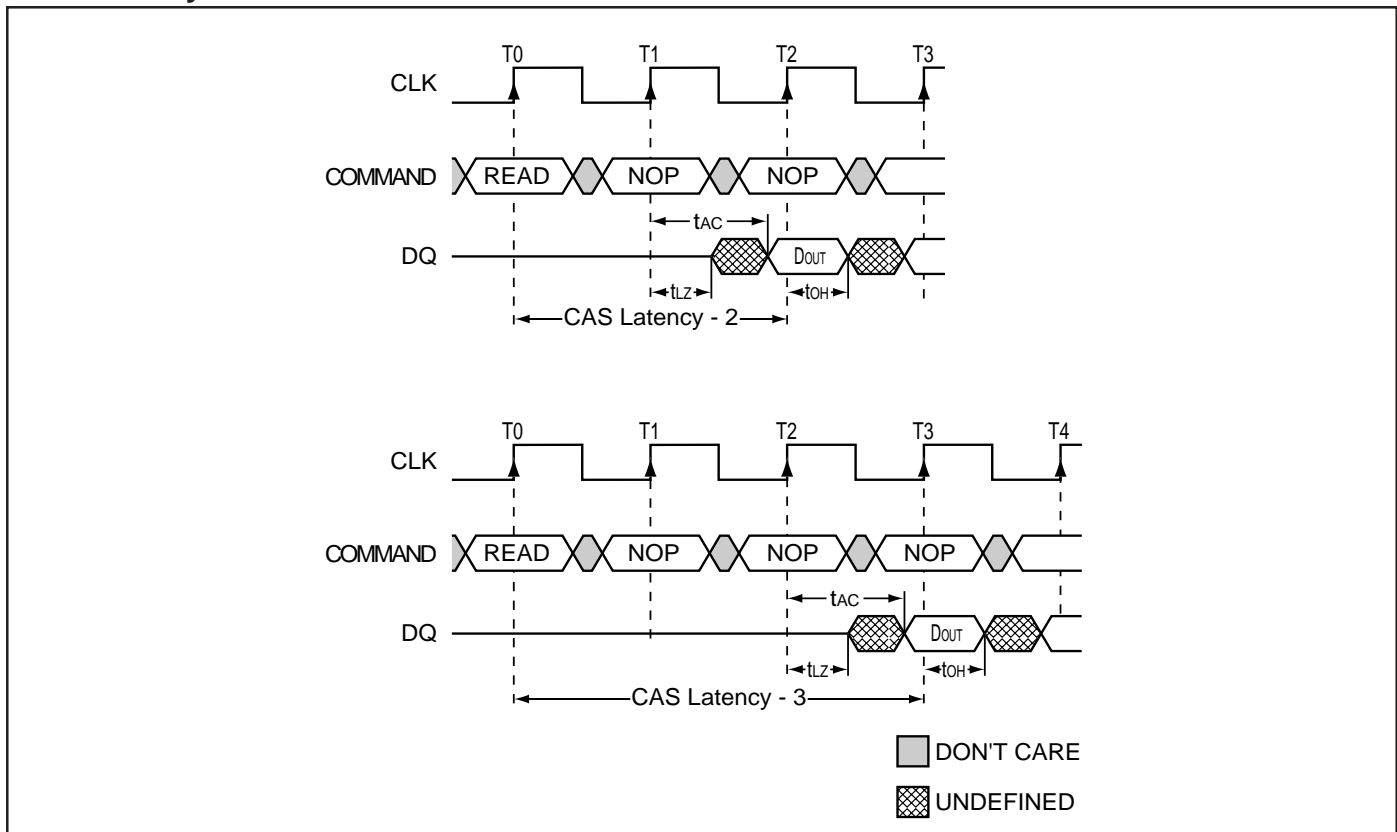 T0 T1 T2 T3
CLK
COMMAND READ NOP NOP
tAC
DQ DOUT
tLZ tOH
CAS Latency - 2
T0 T1 T2 T3 T4
CLK
COMMAND READ NOP NOP NOP
tAC
DQ DOUT
tLZ tOH
CAS Latency - 3
DON'T CARE
UNDEFINED